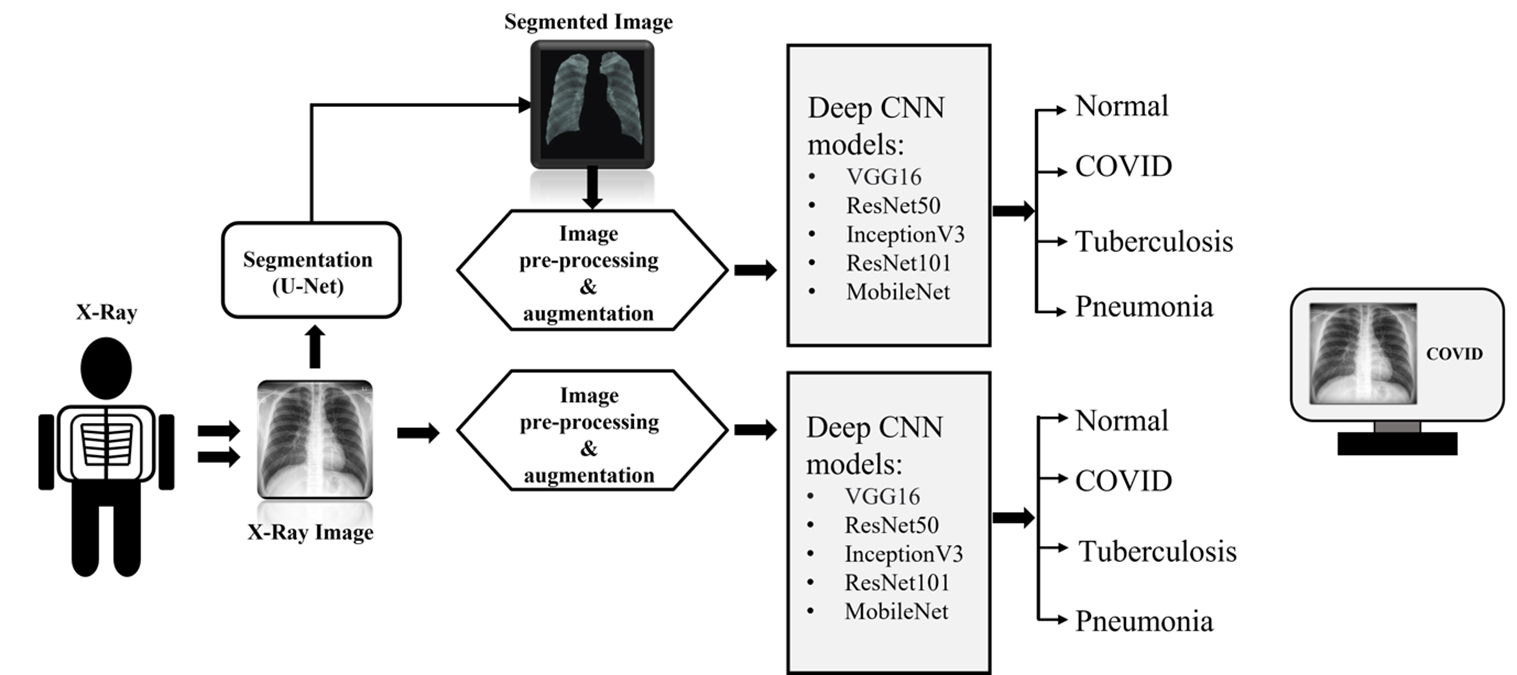 Segmented Image
Segmentation
(U-Net)
Image
pre-processing
&
augmentation
Deep CNN
models:
• VGG16
• ResNet50
• InceptionV3
• ResNet101
• MobileNet
Normal
COVID
Tuberculosis
Pneumonia
X-Ray
X-Ray Image
Image
pre-processing
&
augmentation
Deep CNN
models:
• VGG16
• ResNet50
• InceptionV3
• ResNet101
• MobileNet
Normal
COVID
Tuberculosis
Pneumonia
COVID